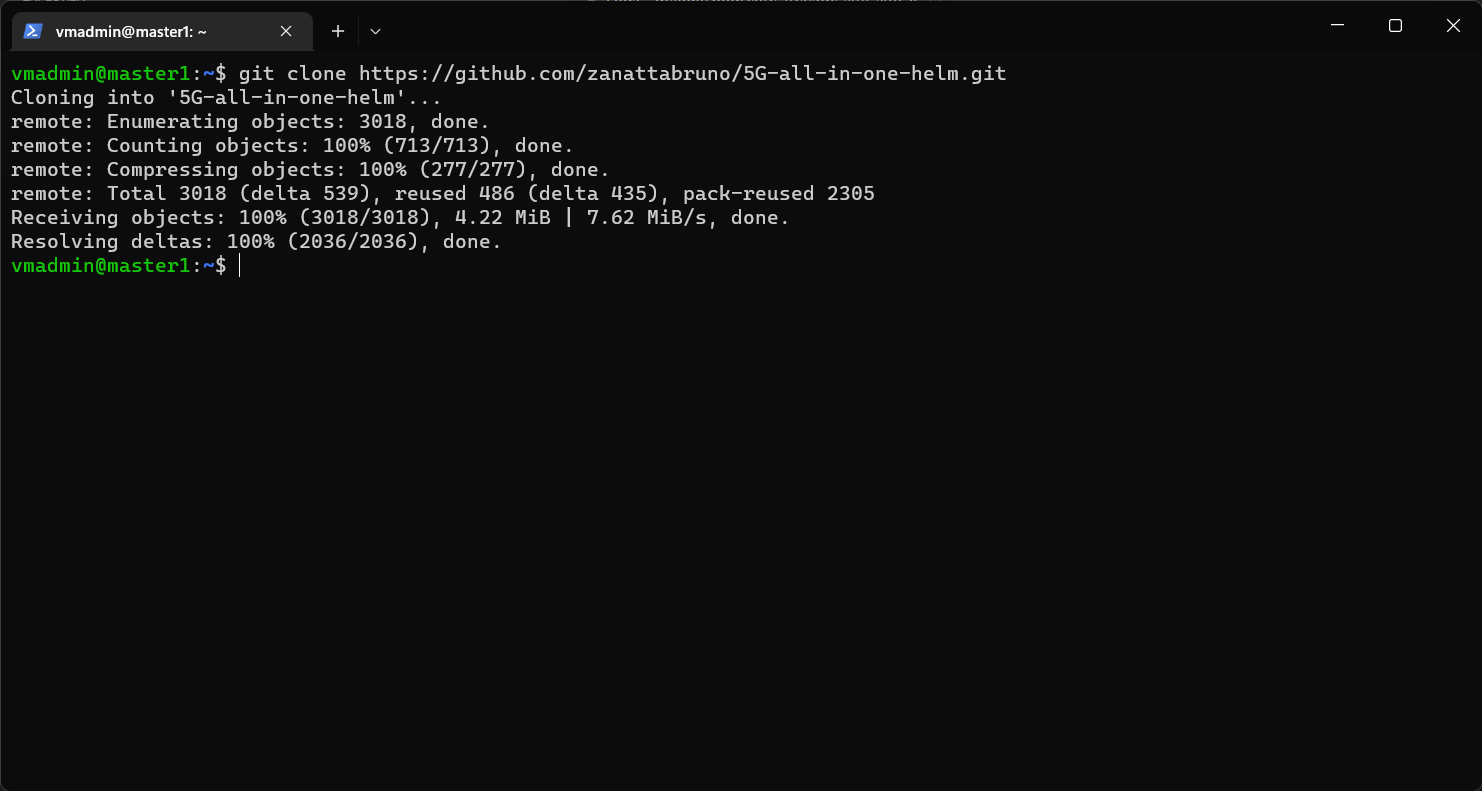 vmadmin@master1: ~
vmadmin@master1:~$ git clone https://github.com/zanattabruno/5G-all-in-one-helm.git
Cloning into '5G-all-in-one-helm'...
remote: Enumerating objects: 3018, done.
remote: Counting objects: 100% (713/713), done.
remote: Compressing objects: 100% (277/277), done.
remote: Total 3018 (delta 539), reused 486 (delta 435), pack-reused 2305
Receiving objects: 100% (3018/3018), 4.22 MiB | 7.62 MiB/s, done.
Resolving deltas: 100% (2036/2036), done.
vmadmin@master1:~$